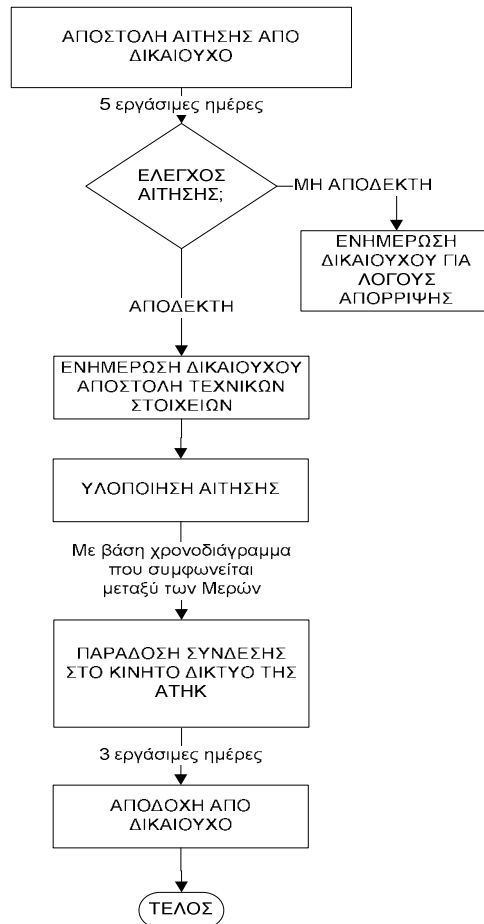 ΑΠΟΣΤΟΛΗ ΑΙΤΗΣΗΣ ΑΠΟ
ΔΙΚΑΙΟΥΧΟ
5 εργάσιμες ημέρες
ΕΛΕΓΧΟΣ
ΑΙΤΗΣΗΣ;
ΜΗ ΑΠΟΔΕΚΤΗ
ΕΝΗΜΕΡΩΣΗ
ΔΙΚΑΙΟΥΧΟΥ ΓΙΑ
ΛΟΓΟΥΣ
ΑΠΟΡΡΙΨΗΣ
ΑΠΟΔΕΚΤΗ
ΕΝΗΜΕΡΩΣΗ ΔΙΚΑΙΟΥΧΟΥ
ΑΠΟΣΤΟΛΗ ΤΕΧΝΙΚΩΝ
ΣΤΟΙΧΕΙΩΝ
ΥΛΟΠΟΙΗΣΗ ΑΙΤΗΣΗΣ
Με βάση χρονοδιάγραμμα
που συμφωνείται
μεταξύ των Μερών
ΠΑΡΑΔΟΣΗ ΣΥΝΔΕΣΗΣ
ΣΤΟ ΚΙΝΗΤΟ ΔΙΚΤΥΟ ΤΗΣ
ΑΤΗΚ
3 εργάσιμες ημέρες
ΑΠΟΔΟΧΗ ΑΠΟ
ΔΙΚΑΙΟΥΧΟ
ΤΕΛΟΣ